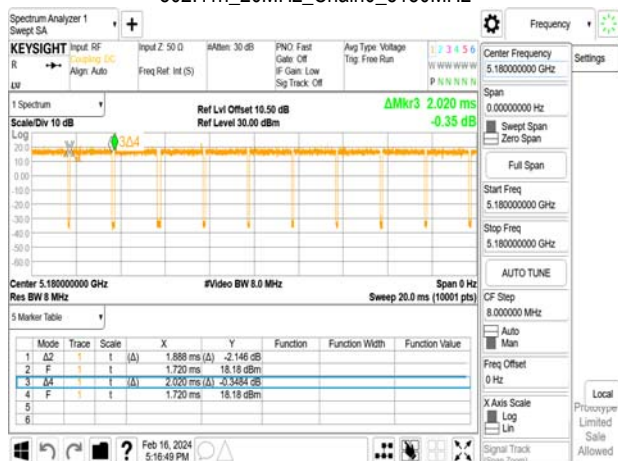 Spectrum Analyzer 1
Swept SA
Frequency
KEYSIGHT
R
Input: RF
Coupling: DC
Align: Auto
Input Z: 50 Ω
Freq Ref: Int (S)
#Atten: 30 dB
PNO: Fast
Gate: Off
IF Gain: Low
Sig Track: Off
Avg Type: Voltage
Trig: Free Run
1 2 3 4 5 6
W W W W W W
P N N N N N
1 Spectrum
Scale/Div 10 dB
Ref Lvl Offset 10.50 dB
Ref Level 30.00 dBm
ΔMkr3 2.020 ms
-0.35 dB
Log
20.0
10.0
0.00
-10.0
-20.0
-30.0
-40.0
-50.0
-60.0
3Δ4
Center 5.180000000 GHz
#Video BW 8.0 MHz
Span 0 Hz
Res BW 8 MHz
Sweep 20.0 ms (10001 pts)
5 Marker Table
Mode Trace Scale X Y Function Function Width Function Value
1 Δ2 1 t (Δ) 1.888 ms (Δ) -2.146 dB
2 F 1 t 1.720 ms 18.18 dBm
3 Δ4 1 t (Δ) 2.020 ms (Δ) -0.3484 dB
4 F 1 t 1.720 ms 18.18 dBm
5
6
Feb 16, 2024
5:16:49 PM
Center Frequency
5.180000000 GHz
Span
0.00000000 Hz
Swept Span
Zero Span
Full Span
Start Freq
5.180000000 GHz
Stop Freq
5.180000000 GHz
AUTO TUNE
CF Step
8.000000 MHz
Auto
Man
Freq Offset
0 Hz
X Axis Scale
Log
Lin
Signal Track
Settings
Local
Prototype
Limited
Sale
Allowed